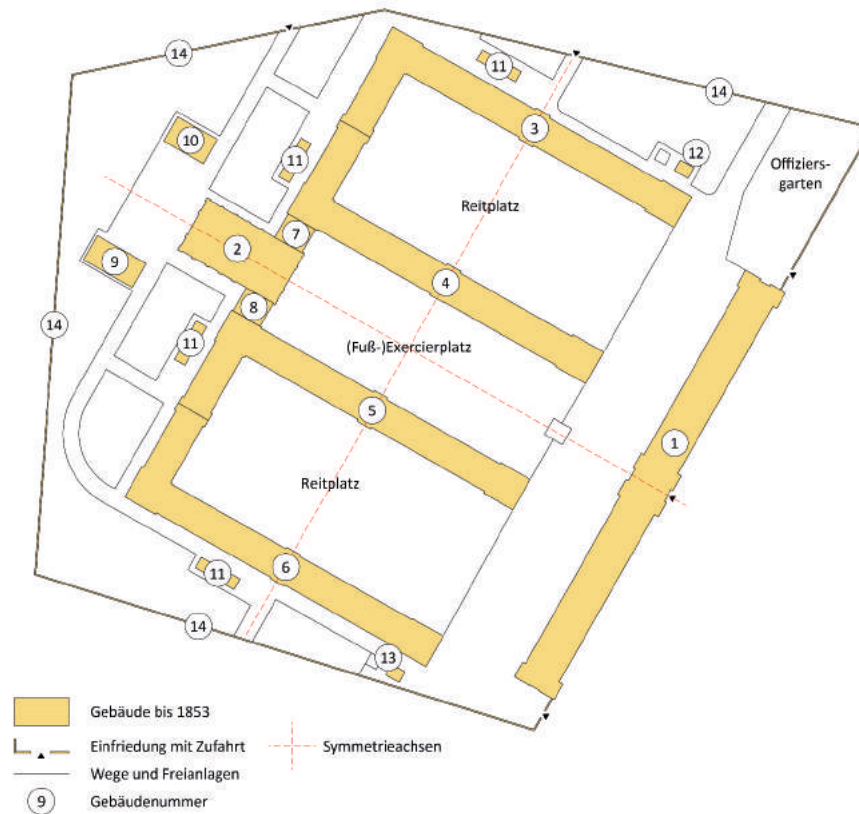 14
11
14
3
10
11
12
Offiziers-
garten
Reitplatz
7
2
9
4
8
14
11
(Fuß-)Exercierplatz
5
1
Reitplatz
6
11
14
13
Gebäude bis 1853
Einfriedung mit Zufahrt
Symmetrieachsen
Wege und Freianlagen
9
Gebäudenummer